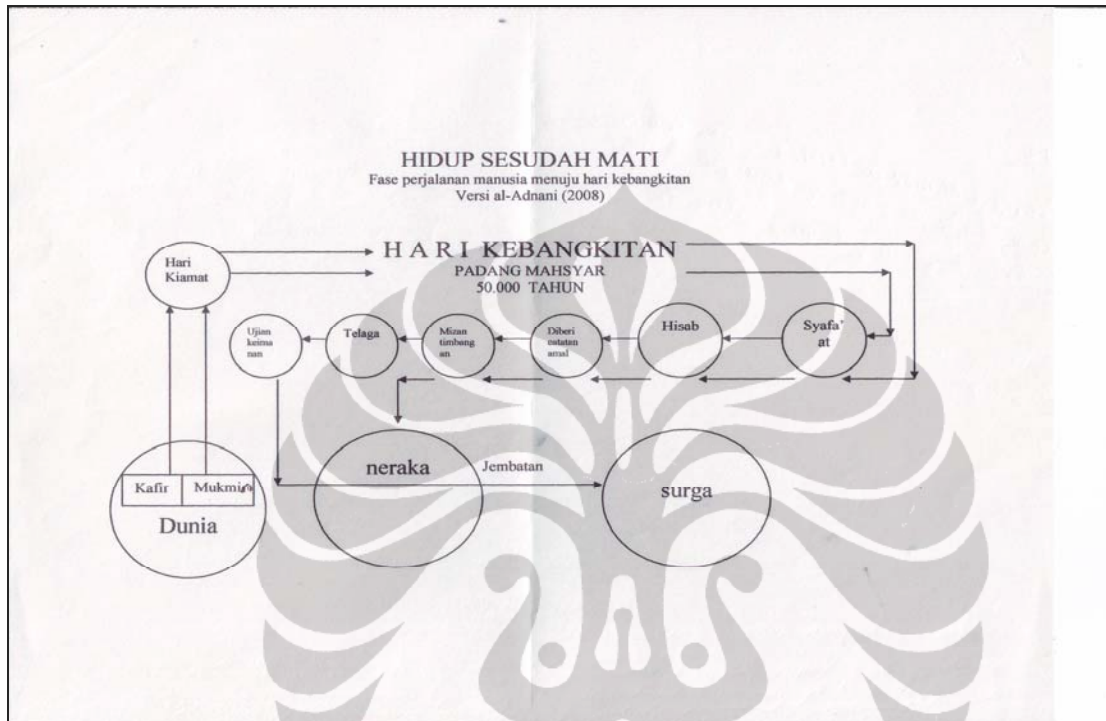 HIDUP SESUDAH MATI
Fase perjalanan manusia menuju hari kebangkitan
Versi al-Adnani (2008)
Hari
Kiamat
H A R I KEBANGKITAN
PADANG MAHSYAR
50.000 TAHUN
Ujian
keima
nan
Telaga
Mizan
timbang
an
Diberi
catatan
amal
Hisab
Syafa'
at
neraka
Jembatan
surga
Kafir
Mukmin
Dunia